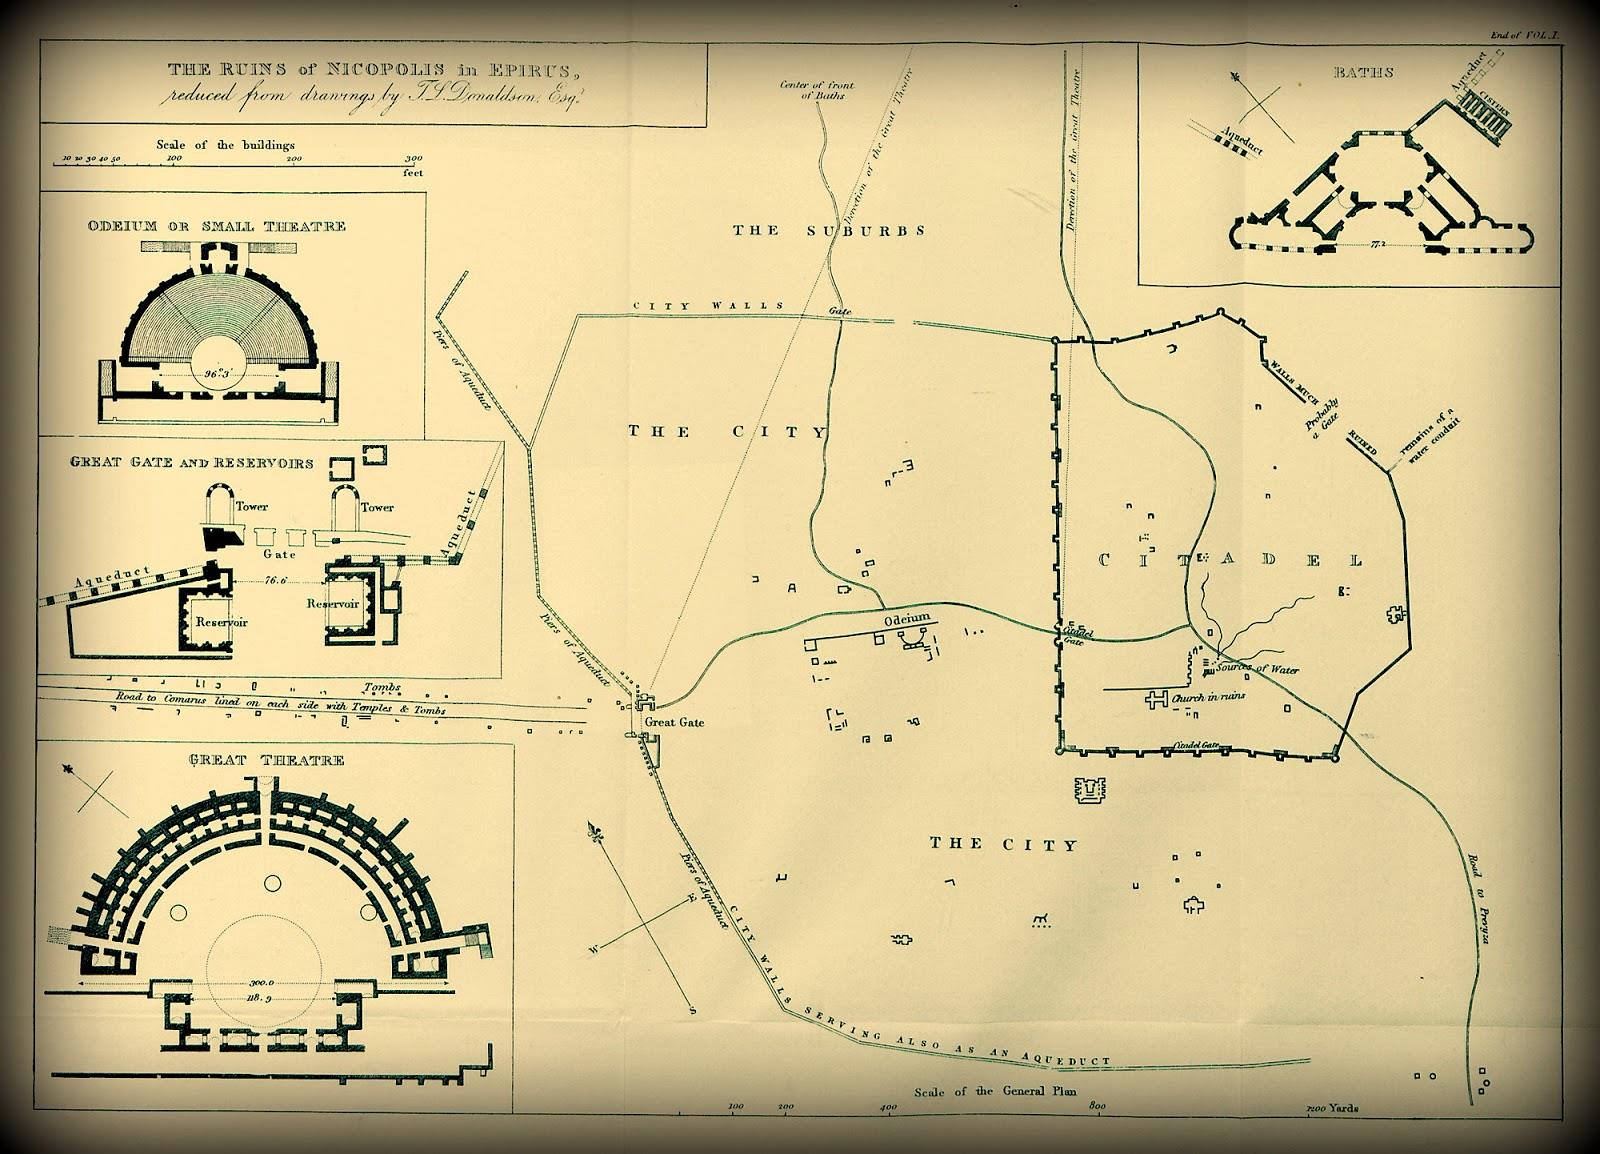 End of VOL.I.
THE RUINS of NICOPOLIS in EPIRUS,
reduced from drawings by T.L. Donaldson, Esqr.
Scale of the buildings
10 20 30 40 50 100 200 300
feet
ODEIUM OR SMALL THEATRE
96°.3'
GREAT GATE AND RESERVOIRS
Tower
Tower
Gate
Aqueduct
Aqueduct
76.6
Reservoir
Reservoir
Tombs
Road to Comarus lined on each side with Temples & Tombs
GREAT THEATRE
300.0
118.9
Center of front
of Baths
Direction of the Great Theatre
Direction of the Great Theatre
THE SUBURBS
BATHS
Aqueduct
Aqueduct
CISTERN
77.2
CITY WALLS
Gate
Piers of Aqueduct
THE CITY
WALLS MUCH
Probably
a Gate
RUINED
remains of a
water conduit
CITADEL
Piers of Aqueduct
Odeium
Citadel
Gate
Sources of Water
Church in ruins
Great Gate
Citadel Gate
THE CITY
Piers of Aqueduct
W
S
Road to Prevyza
CITY WALLS SERVING ALSO AS AN AQUEDUCT
Scale of the General Plan
100 200 400 800 1200 Yards